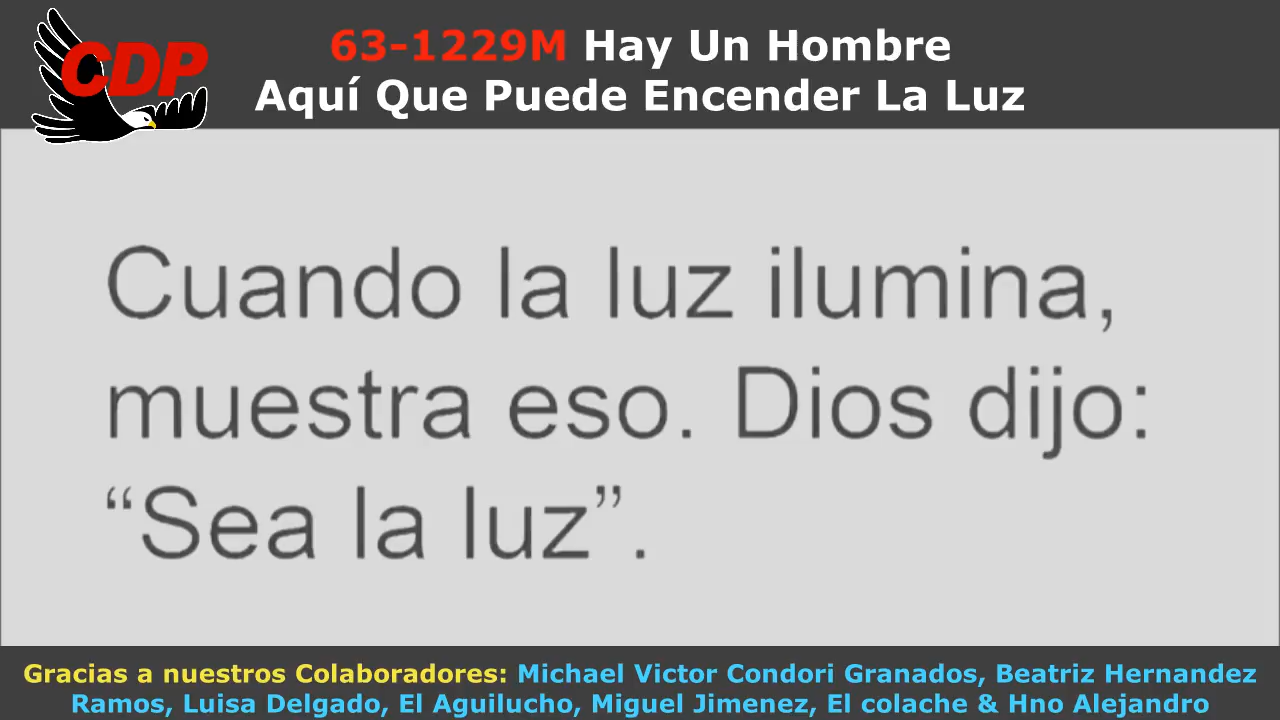 CDP
63-1229M Hay Un Hombre
Aquí Que Puede Encender La Luz
Cuando la luz ilumina,
muestra eso. Dios dijo:
“Sea la luz”.
Gracias a nuestros Colaboradores: Michael Victor Condori Granados, Beatriz Hernandez
Ramos, Luisa Delgado, El Aguilucho, Miguel Jimenez, El colache & Hno Alejandro